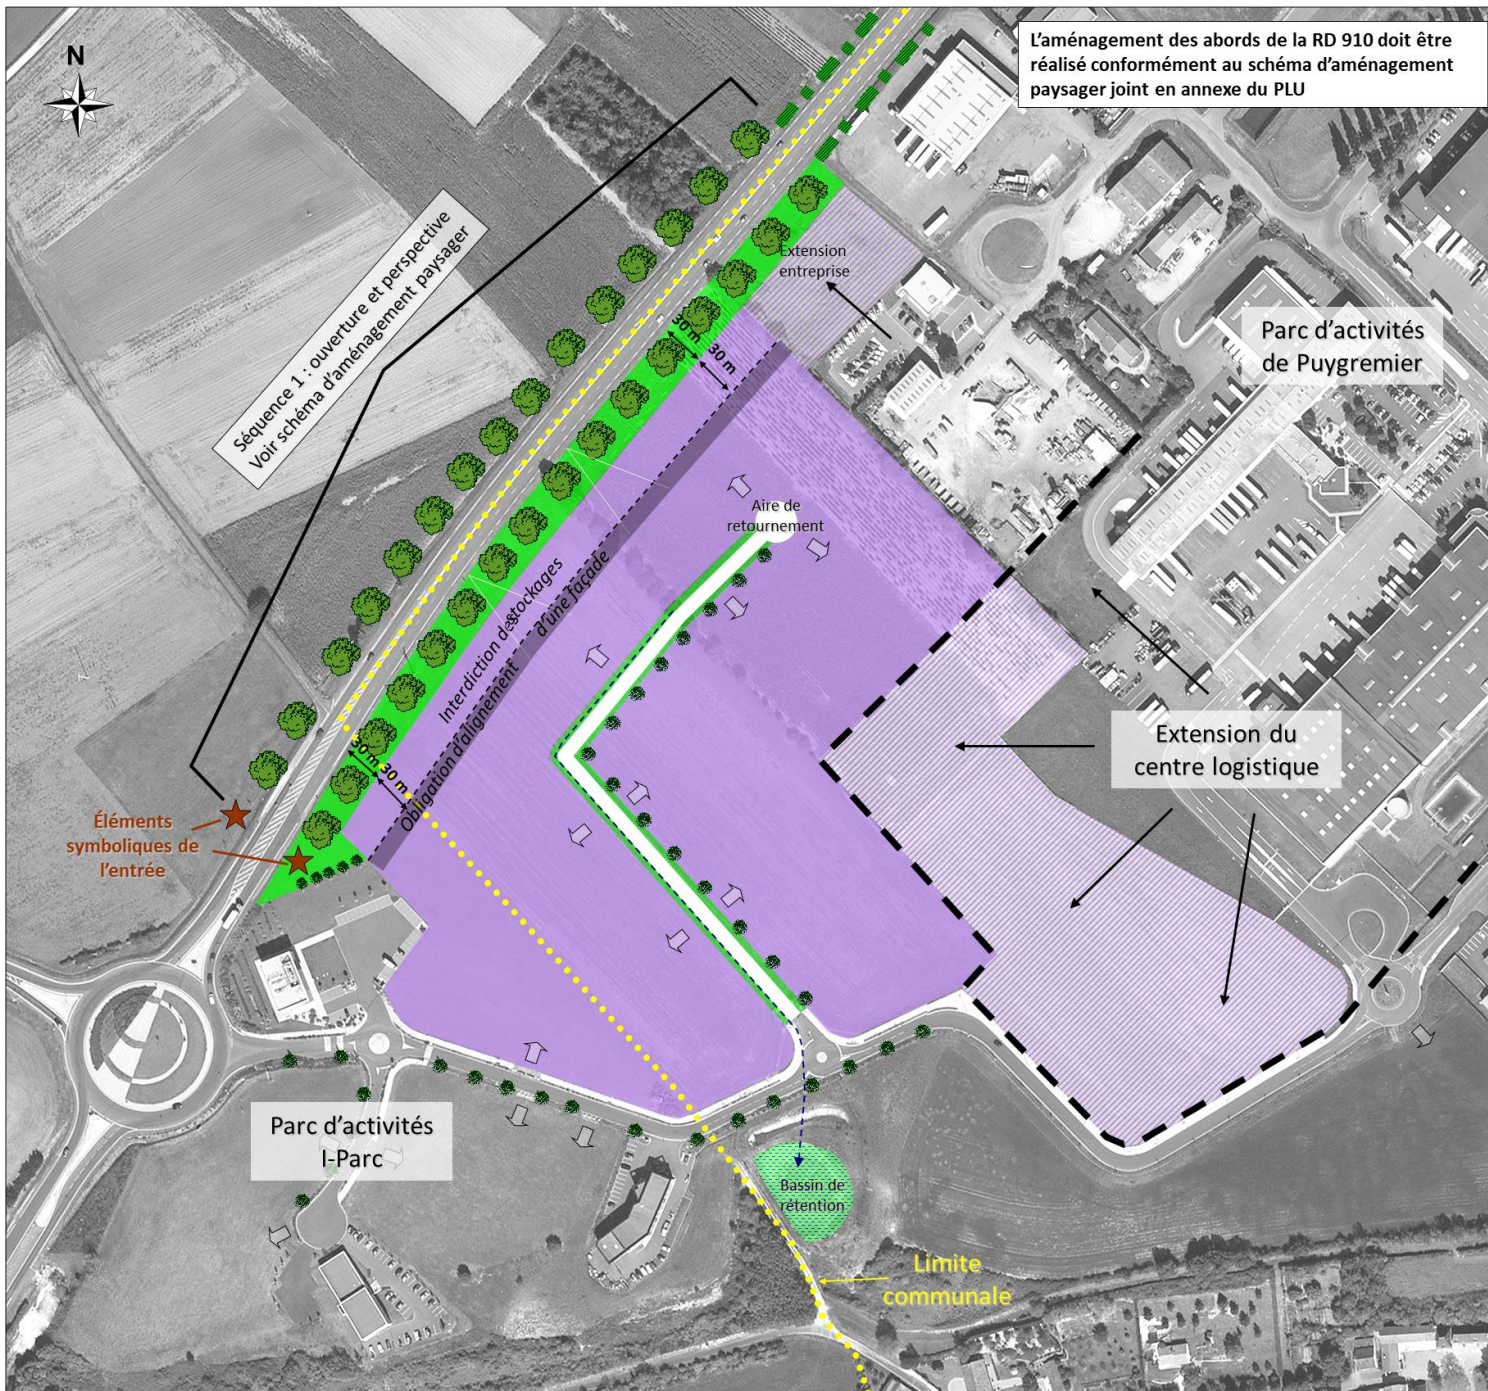 N
L'aménagement des abords de la RD 910 doit être
réalisé conformément au schéma d'aménagement
paysager joint en annexe du PLU
Séquence 1 : ouverture et perspective
Voir schéma d'aménagement paysager
Extension
entreprise
Parc d'activités
de Puygremier
30 m
30 m
Aire de
retournement
Interdiction des stockages
Obligation d'alignement d'une façade
30 m
30 m
Extension du
centre logistique
Éléments
symboliques de
l'entrée
Parc d'activités
I-Parc
Bassin de
rétention
Limite
communale